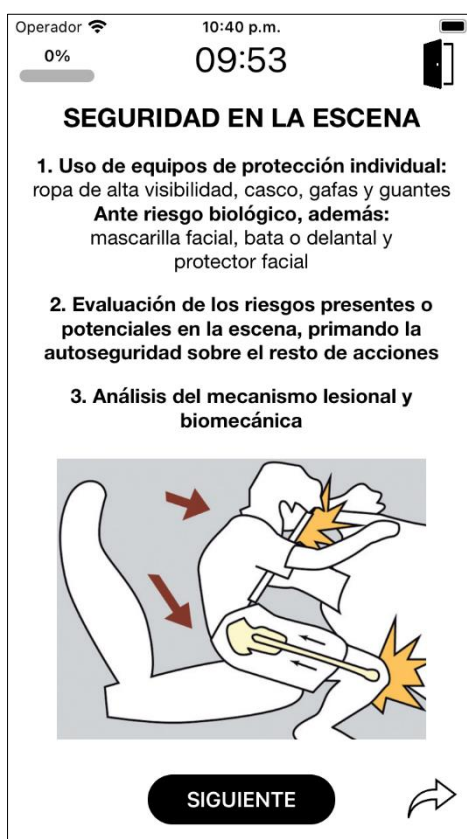 Operador 10:40 p.m.
0% 09:53
SEGURIDAD EN LA ESCENA
1. Uso de equipos de protección individual:
ropa de alta visibilidad, casco, gafas y guantes
Ante riesgo biológico, además:
mascarilla facial, bata o delantal y
protector facial
2. Evaluación de los riesgos presentes o
potenciales en la escena, primando la
autoseguridad sobre el resto de acciones
3. Análisis del mecanismo lesional y
biomecánica
SIGUIENTE